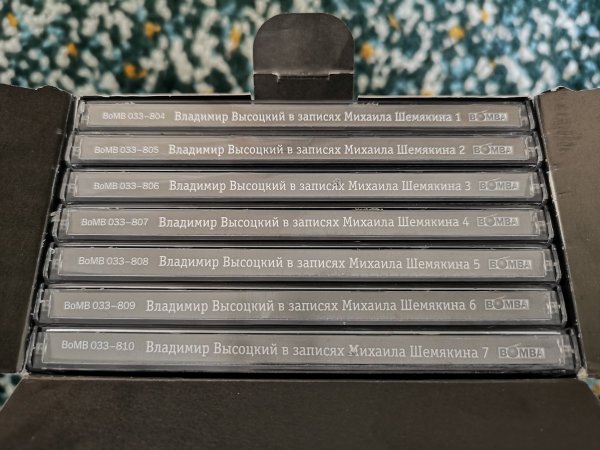 BoMB 033–804 Владимир Высоцкий в записях Михаила Шемякина 1 BOMBA
BoMB 033–805 Владимир Высоцкий в записях Михаила Шемякина 2 BOMBA
BoMB 033–806 Владимир Высоцкий в записях Михаила Шемякина 3 BOMBA
BoMB 033–807 Владимир Высоцкий в записях Михаила Шемякина 4 BOMBA
BoMB 033–808 Владимир Высоцкий в записях Михаила Шемякина 5 BOMBA
BoMB 033–809 Владимир Высоцкий в записях Михаила Шемякина 6 BOMBA
BoMB 033–810 Владимир Высоцкий в записях Михаила Шемякина 7 BOMBA